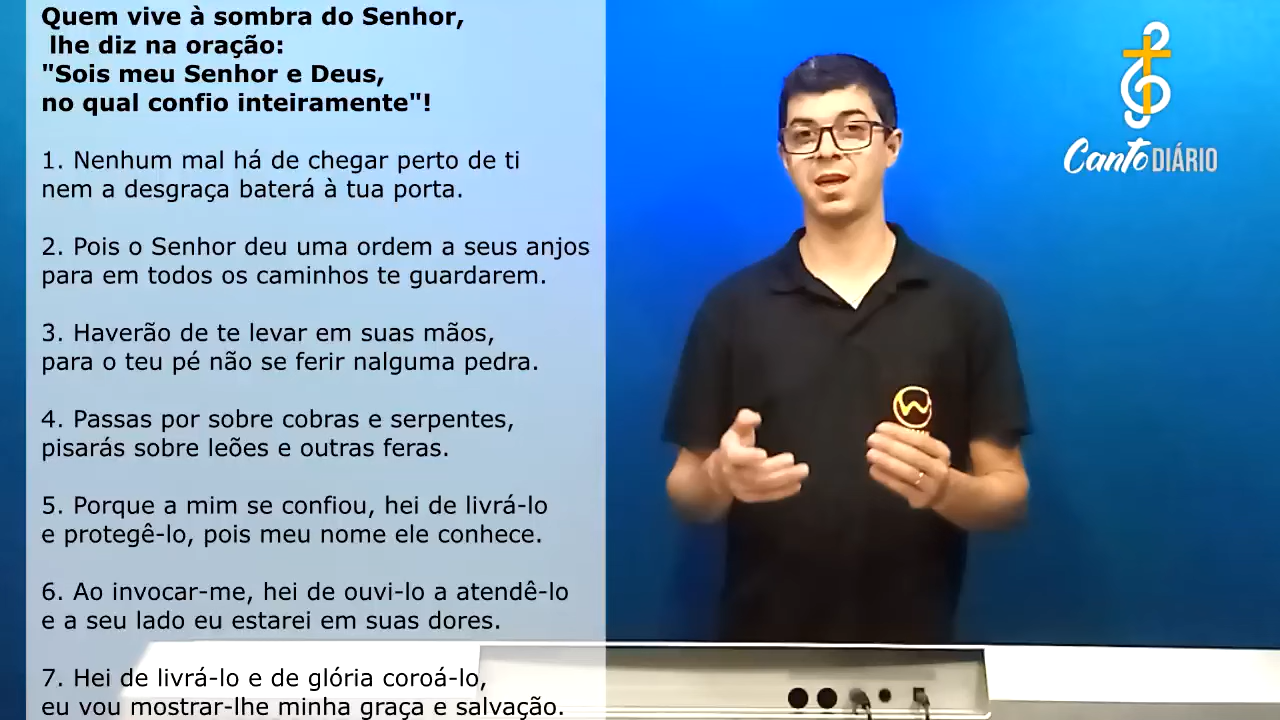 Quem vive à sombra do Senhor,
lhe diz na oração:
"Sois meu Senhor e Deus,
no qual confio inteiramente"!
1. Nenhum mal há de chegar perto de ti
nem a desgraça baterá à tua porta.
2. Pois o Senhor deu uma ordem a seus anjos
para em todos os caminhos te guardarem.
3. Haverão de te levar em suas mãos,
para o teu pé não se ferir nalguma pedra.
4. Passas por sobre cobras e serpentes,
pisarás sobre leões e outras feras.
5. Porque a mim se confiou, hei de livrá-lo
e protegê-lo, pois meu nome ele conhece.
6. Ao invocar-me, hei de ouvi-lo a atendê-lo
e a seu lado eu estarei em suas dores.
7. Hei de livrá-lo e de glória coroá-lo,
eu vou mostrar-lhe minha graça e salvação.
Canto DIÁRIO